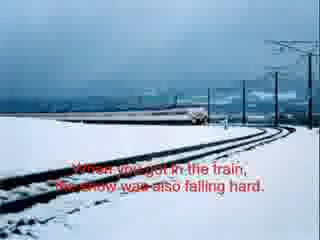 When you got in the train,
the snow was also falling hard.